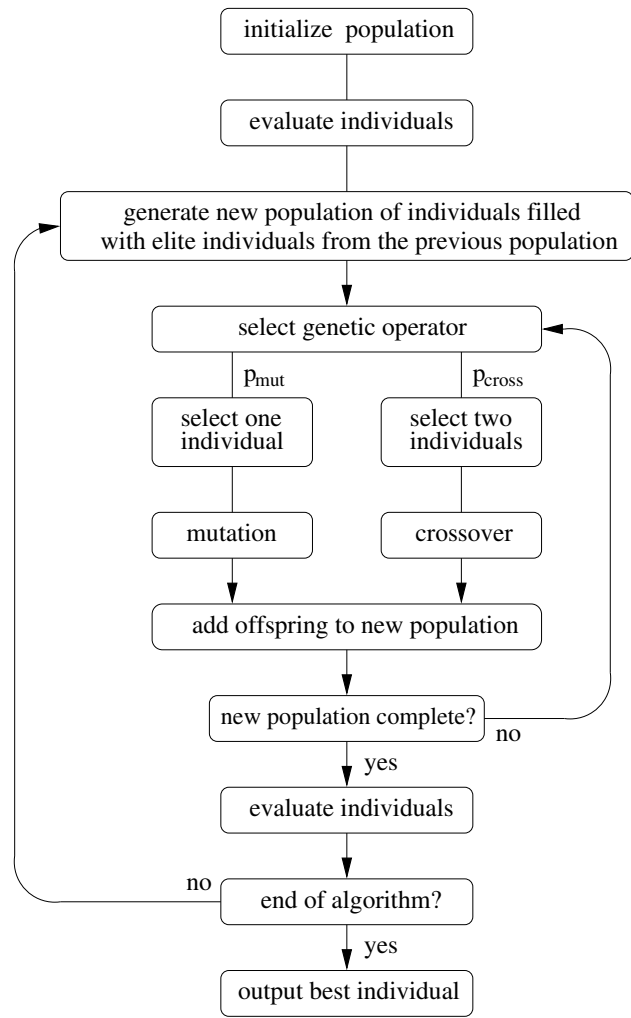 initialize population
evaluate individuals
generate new population of individuals filled
with elite individuals from the previous population
select genetic operator
pmut
pcross
select one
individual
select two
individuals
mutation
crossover
add offspring to new population
new population complete?
no
yes
evaluate individuals
no
end of algorithm?
yes
output best individual